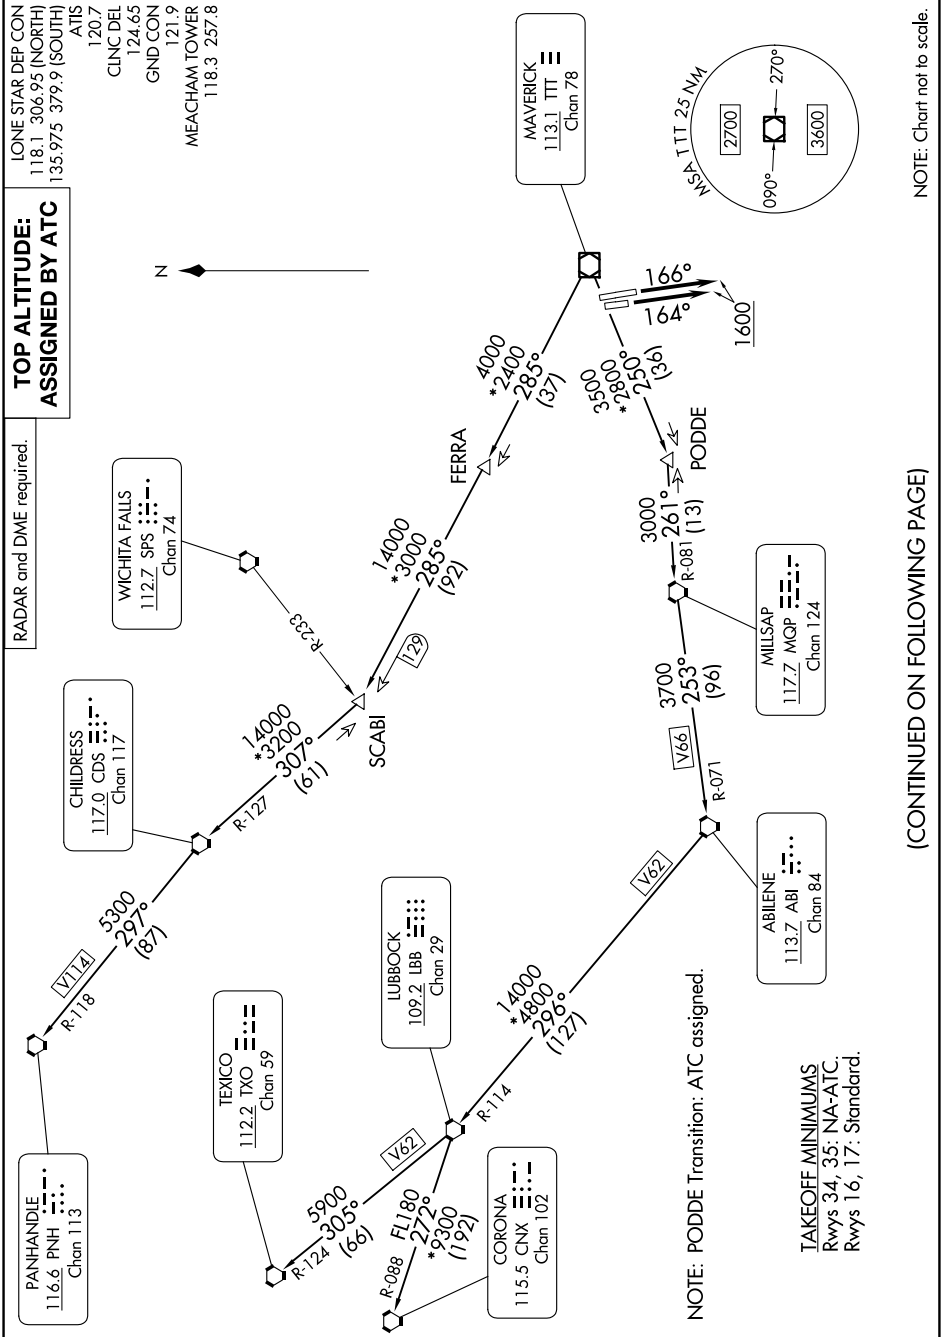 RADAR and DME required.
TOP ALTITUDE:
ASSIGNED BY ATC
LONE STAR DEP CON
118.1 306.95 (NORTH)
135.975 379.9 (SOUTH)
ATIS
120.7
CLNC DEL
124.65
GND CON
121.9
MEACHAM TOWER
118.3 257.8
N
PANHANDLE
116.6 PNH
Chan 113
R-118
V114
5300
297°
(87)
CHILDRESS
117.0 CDS
Chan 117
R-127
14000
*3200
307°
(61)
WICHITA FALLS
112.7 SPS
Chan 74
R-233
SCABI
129
14000
*3000
285°
(92)
FERRA
4000
*2400
285°
(37)
MAVERICK
113.1 TTT
Chan 78
TEXICO
112.2 TXO
Chan 59
R-124
5900
305°
(66)
V62
LUBBOCK
109.2 LBB
Chan 29
R-088
FL180
272°
*9300
(192)
CORONA
115.5 CNX
Chan 102
R-114
14000
*4800
296°
(127)
V62
ABILENE
113.7 ABI
Chan 84
R-071
V66
3700
253°
(96)
MILLSAP
117.7 MQP
Chan 124
R-081
3000
261°
(13)
PODDE
3500
*2800
250°
(36)
166°
164°
1600
MSA TTT 25 NM
2700
090°
270°
3600
NOTE: PODDE Transition: ATC assigned.
TAKEOFF MINIMUMS
Rwys 34, 35: NA-ATC.
Rwys 16, 17: Standard.
NOTE: Chart not to scale.
(CONTINUED ON FOLLOWING PAGE)